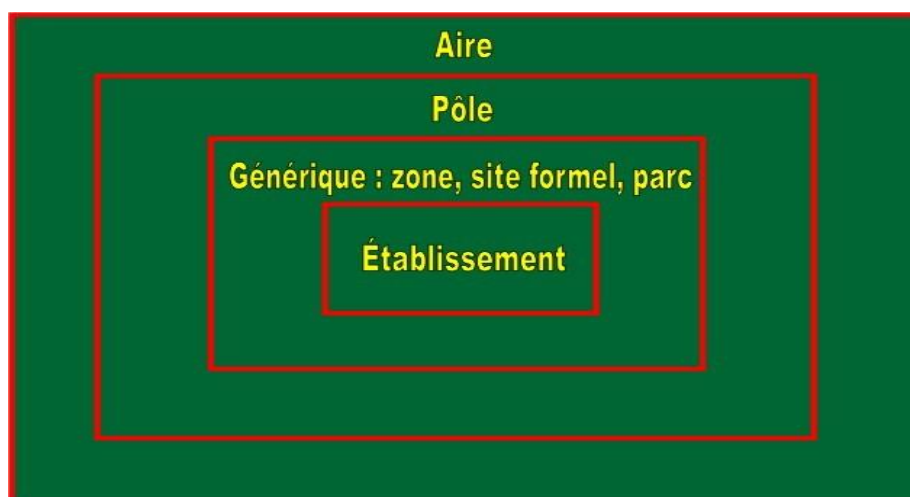 Aire
Pôle
Générique : zone, site formel, parc
Établissement